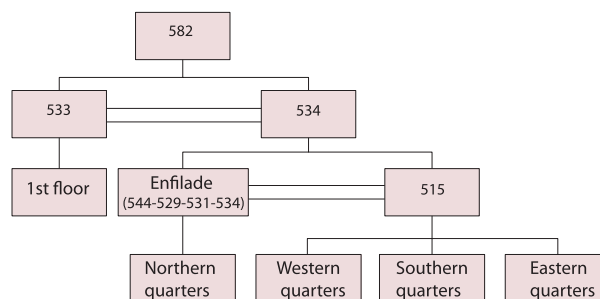 582
533
534
1st floor
Enfilade
(544-529-531-534)
515
Northern
quarters
Western
quarters
Southern
quarters
Eastern
quarters